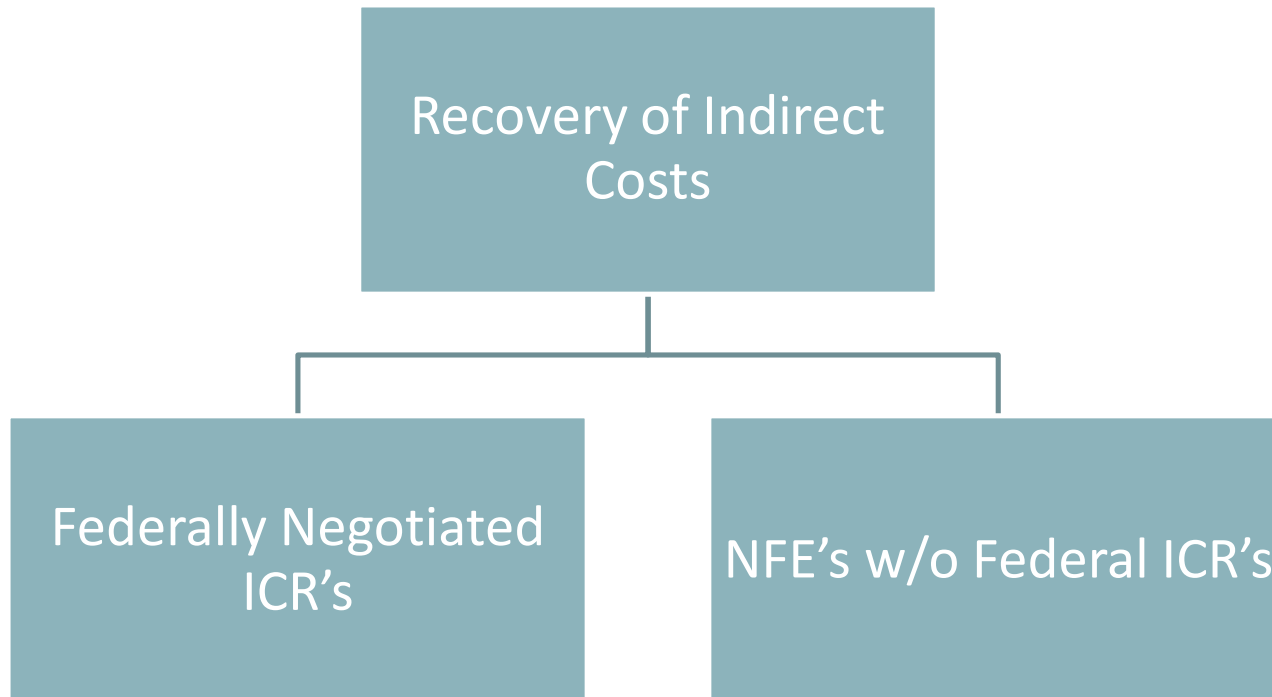 Recovery of Indirect
Costs
Federally Negotiated
ICR’s
NFE’s w/o Federal ICR’s